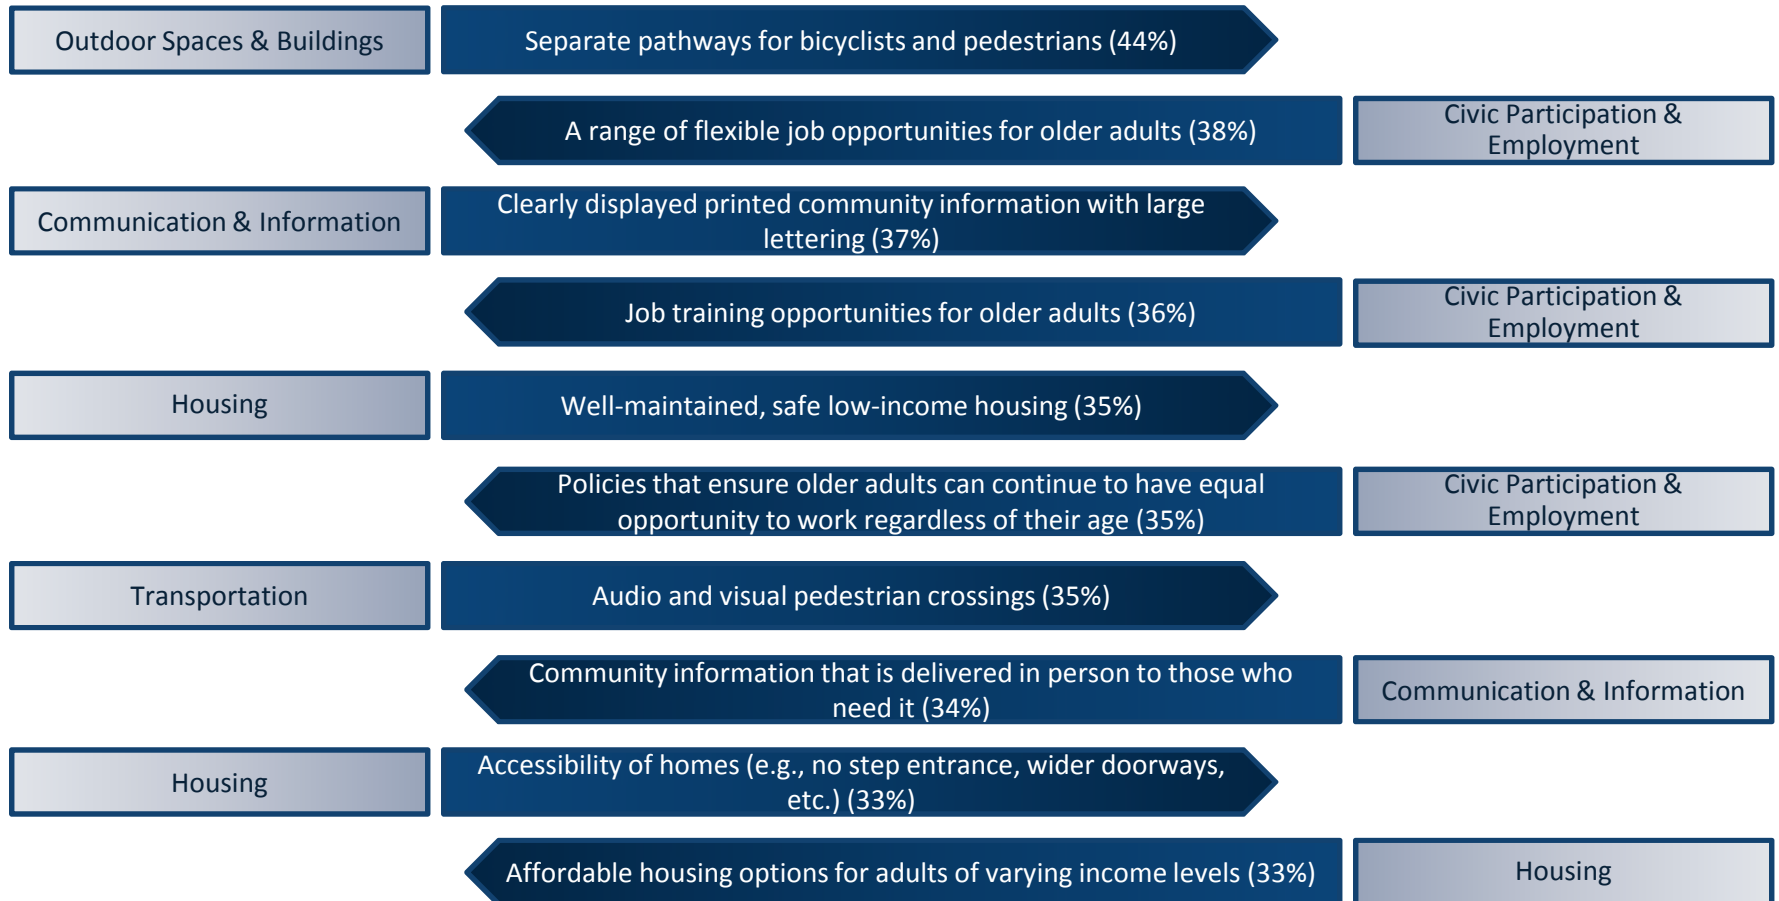 Outdoor Spaces & Buildings
Separate pathways for bicyclists and pedestrians (44%)
A range of flexible job opportunities for older adults (38%)
Civic Participation &
Employment
Communication & Information
Clearly displayed printed community information with large
lettering (37%)
Job training opportunities for older adults (36%)
Civic Participation &
Employment
Housing
Well-maintained, safe low-income housing (35%)
Policies that ensure older adults can continue to have equal
opportunity to work regardless of their age (35%)
Civic Participation &
Employment
Transportation
Audio and visual pedestrian crossings (35%)
Community information that is delivered in person to those who
need it (34%)
Communication & Information
Housing
Accessibility of homes (e.g., no step entrance, wider doorways,
etc.) (33%)
Affordable housing options for adults of varying income levels (33%)
Housing